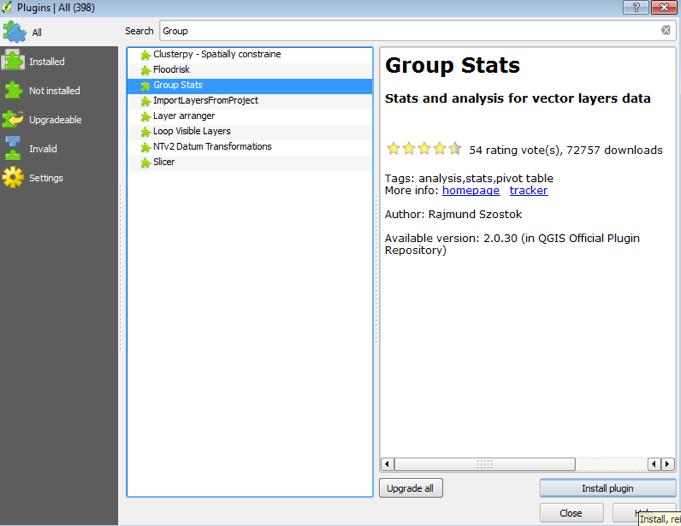 Plugins | All (398)
?
All
Installed
Not installed
Upgradeable
Invalid
Settings
Search
Group
Clusterpy - Spatially constraine
Floodrisk
Group Stats
ImportLayersFromProject
Layer arranger
Loop Visible Layers
NTv2 Datum Transformations
Slicer
Group Stats
Stats and analysis for vector layers data
54 rating vote(s), 72757 downloads
Tags: analysis,stats,pivot table
More info: homepage tracker
Author: Rajmund Szostok
Available version: 2.0.30 (in QGIS Official Plugin
Repository)
Upgrade all
Install plugin
Close
Install, rei